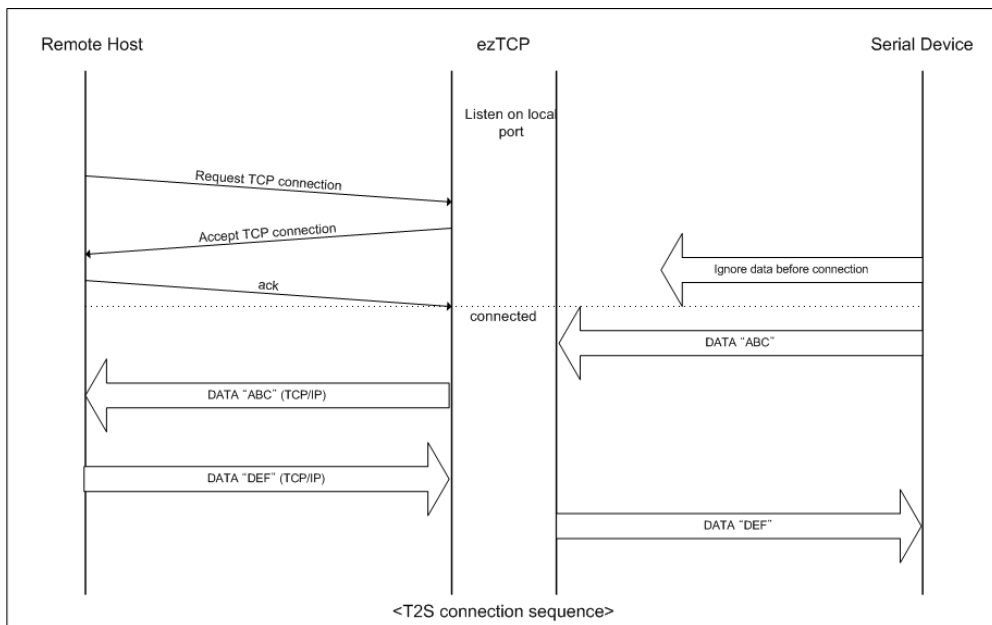 Remote Host
ezTCP
Serial Device
Listen on local
port
Request TCP connection
Accept TCP connection
Ignore data before connection
ack
connected
DATA “ABC”
DATA “ABC” (TCP/IP)
DATA “DEF” (TCP/IP)
DATA “DEF”
<T2S connection sequence>